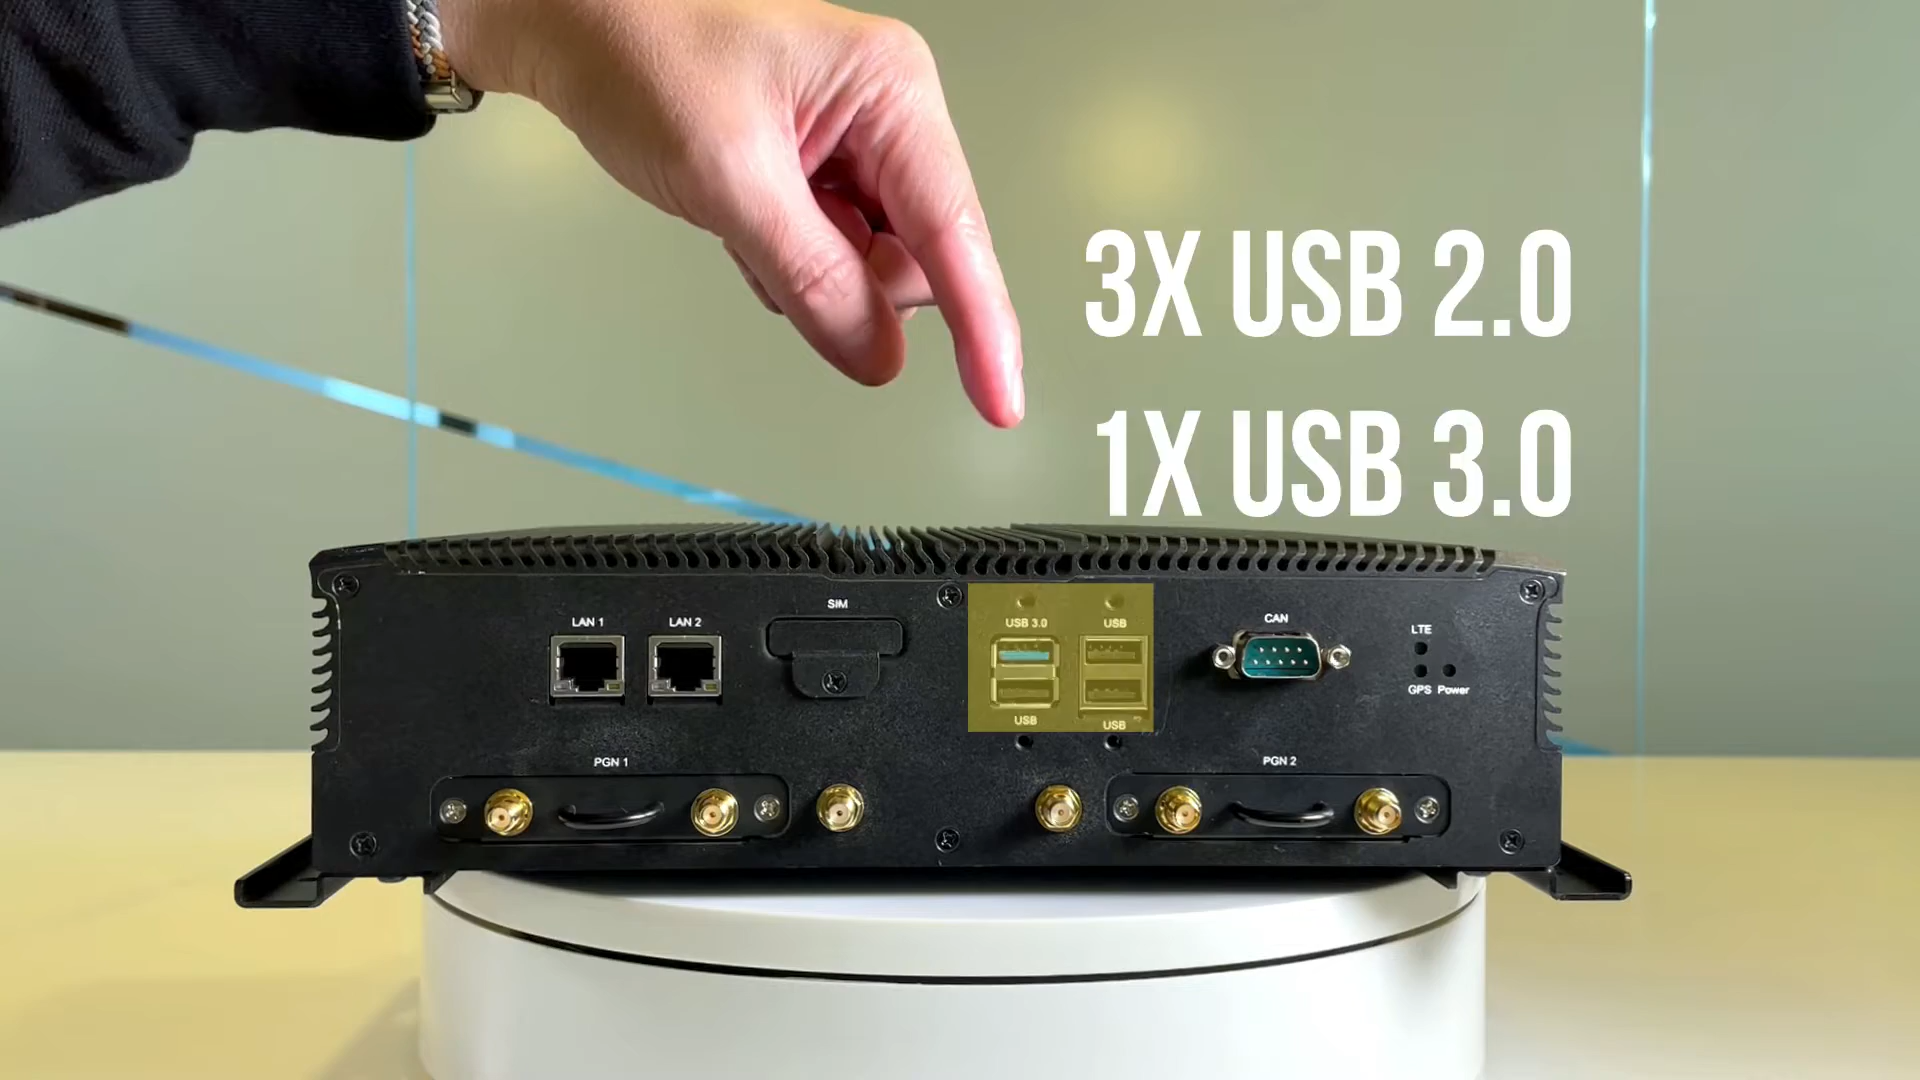 3X USB 2.0
1X USB 3.0
SIM
LAN 1
LAN 2
USB 3.0
USB
CAN
LTE
GPS Power
USB
USB
PGN 1
PGN 2